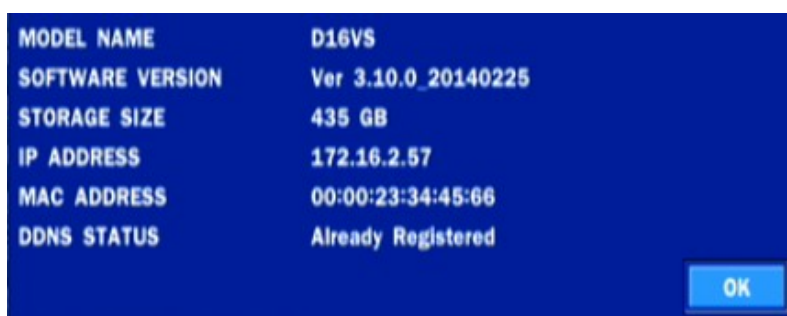 MODEL NAME D16VS
SOFTWARE VERSION Ver 3.10.0_20140225
STORAGE SIZE 435 GB
IP ADDRESS 172.16.2.57
MAC ADDRESS 00:00:23:34:45:66
DDNS STATUS Already Registered
OK